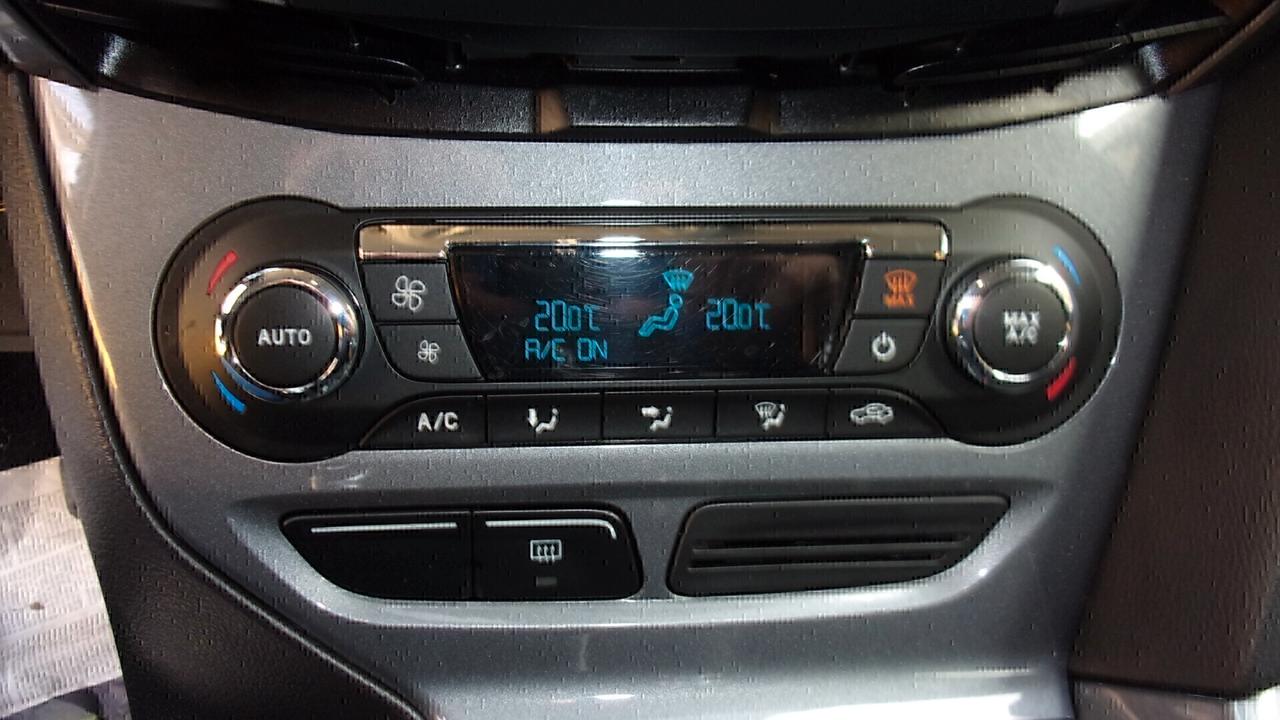 AUTO
20.0℃ 20.0℃
A/C ON
MAX
MAX
A/C
A/C